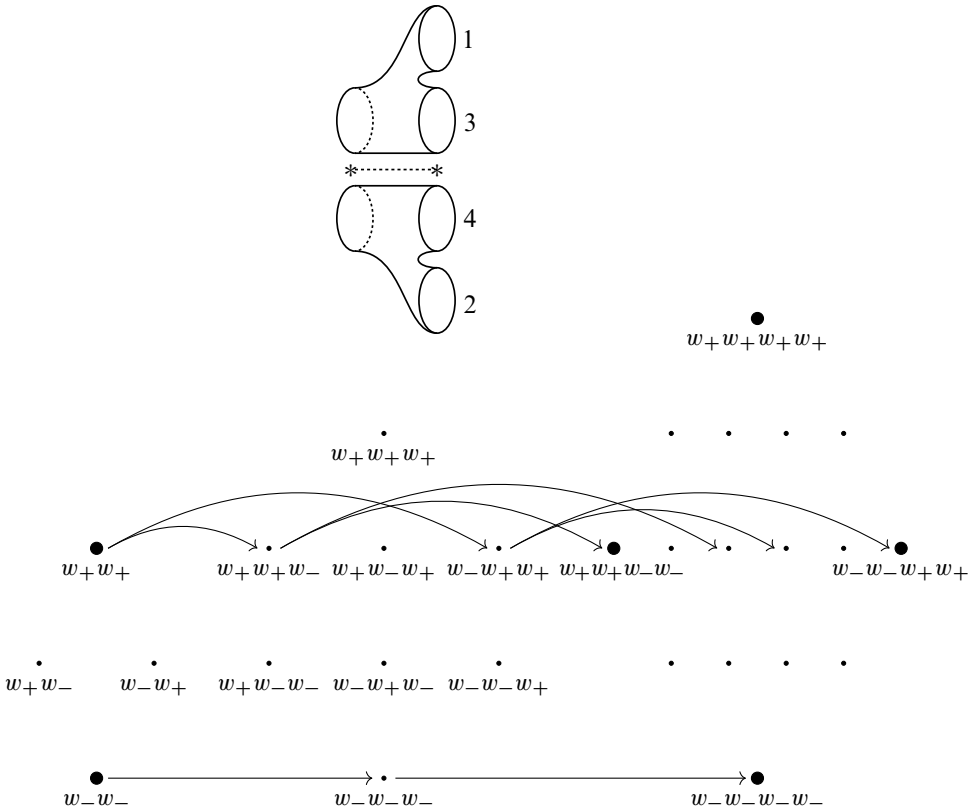 1
3
* *
4
2
w₊w₊w₊w₊
w₊w₊w₊
w₊w₊ w₊w₊w₋ w₊w₋w₊ w₋w₊w₊ w₊w₊w₋w₋ w₋w₋w₊w₊
w₊w₋ w₋w₊ w₊w₋w₋ w₋w₊w₋ w₋w₋w₊
w₋w₋ w₋w₋w₋ w₋w₋w₋w₋